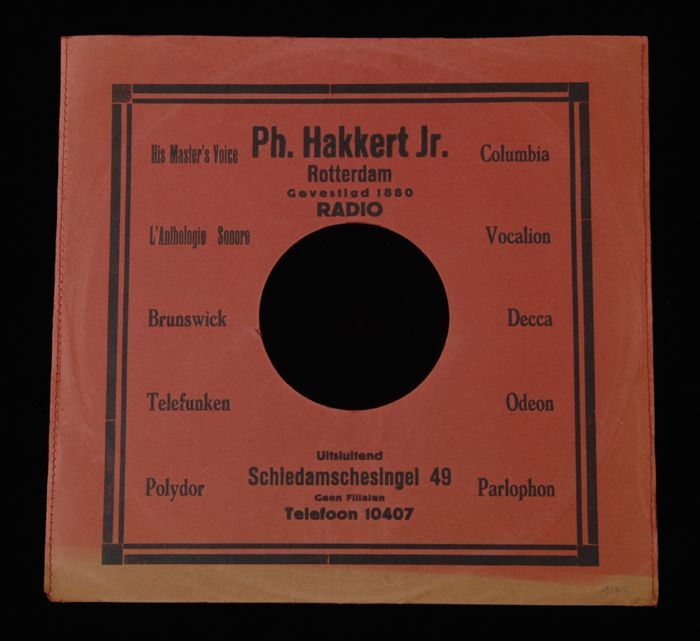 Ph. Hakkert Jr.
Rotterdam
Gevestigd 1880
RADIO
His Master's Voice
L'Anthologie Sonore
Brunswick
Telefunken
Polydor
Columbia
Vocalion
Decca
Odeon
Parlophon
Uitsluitend
Schiedamschesingel 49
Geen Filialen
Telefoon 10407